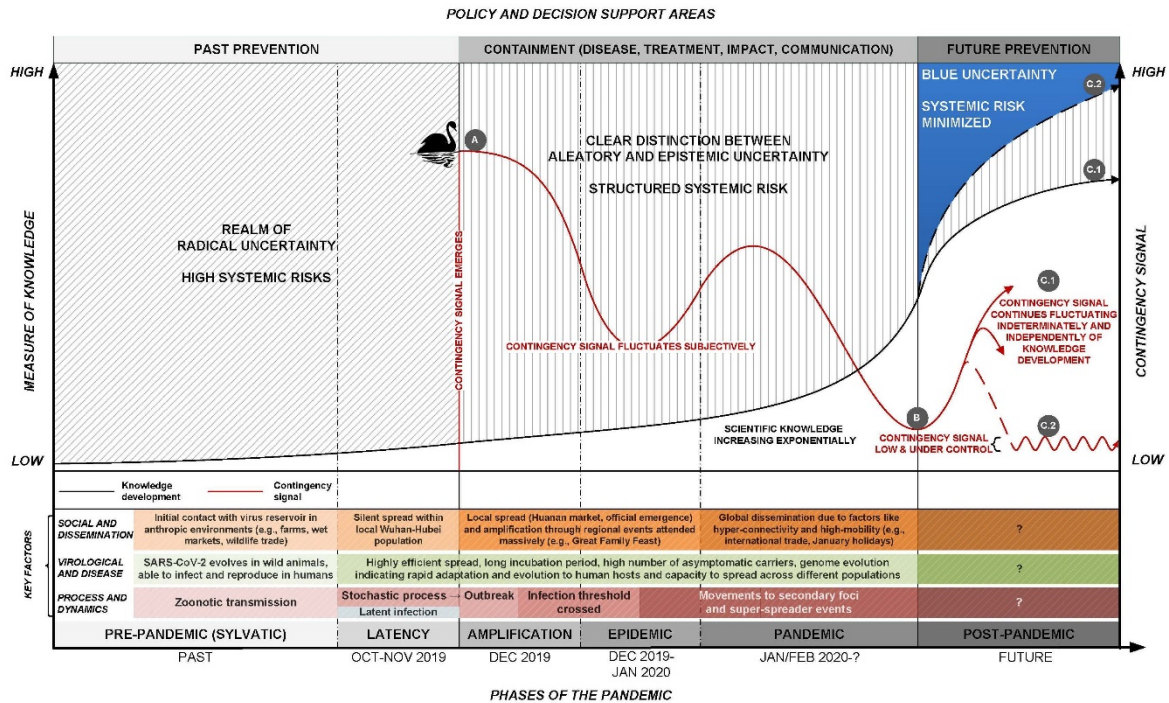 POLICY AND DECISION SUPPORT AREAS
PAST PREVENTION
CONTAINMENT (DISEASE, TREATMENT, IMPACT, COMMUNICATION)
FUTURE PREVENTION
HIGH
HIGH
MEASURE OF KNOWLEDGE
CONTINGENCY SIGNAL
BLUE UNCERTAINTY
SYSTEMIC RISK
MINIMIZED
C.2
A
CLEAR DISTINCTION BETWEEN
ALEATORY AND EPISTEMIC UNCERTAINTY
STRUCTURED SYSTEMIC RISK
C.1
REALM OF
RADICAL UNCERTAINTY
HIGH SYSTEMIC RISKS
CONTINGENCY SIGNAL EMERGES
C.1
CONTINGENCY SIGNAL
CONTINUES FLUCTUATING
INDETERMINATELY AND
INDEPENDENTLY OF
KNOWLEDGE
DEVELOPMENT
CONTINGENCY SIGNAL FLUCTUATES SUBJECTIVELY
B
SCIENTIFIC KNOWLEDGE
INCREASING EXPONENTIALLY
CONTINGENCY SIGNAL
LOW & UNDER CONTROL
C.2
LOW
LOW
Knowledge
development
Contingency
signal
KEY FACTORS
SOCIAL AND
DISSEMINATION
Initial contact with virus reservoir in
anthropic environments (e.g., farms, wet
markets, wildlife trade)
Silent spread within
local Wuhan-Hubei
population
Local spread (Huanan market, official emergence)
and amplification through regional events attended
massively (e.g., Great Family Feast)
Global dissemination due to factors like
hyper-connectivity and high-mobility (e.g.,
international trade, January holidays)
?
VIROLOGICAL
AND DISEASE
SARS-CoV-2 evolves in wild animals,
able to infect and reproduce in humans
Highly efficient spread, long incubation period, high number of asymptomatic carriers, genome evolution
indicating rapid adaptation and evolution to human hosts and capacity to spread across different populations
?
PROCESS AND
DYNAMICS
Zoonotic transmission
Stochastic process → Outbreak
Latent infection
Infection threshold
crossed
Movements to secondary foci
and super-spreader events
?
PRE-PANDEMIC (SYLVATIC)
LATENCY
AMPLIFICATION
EPIDEMIC
PANDEMIC
POST-PANDEMIC
PAST
OCT-NOV 2019
DEC 2019
DEC 2019-
JAN 2020
JAN/FEB 2020-?
FUTURE
PHASES OF THE PANDEMIC